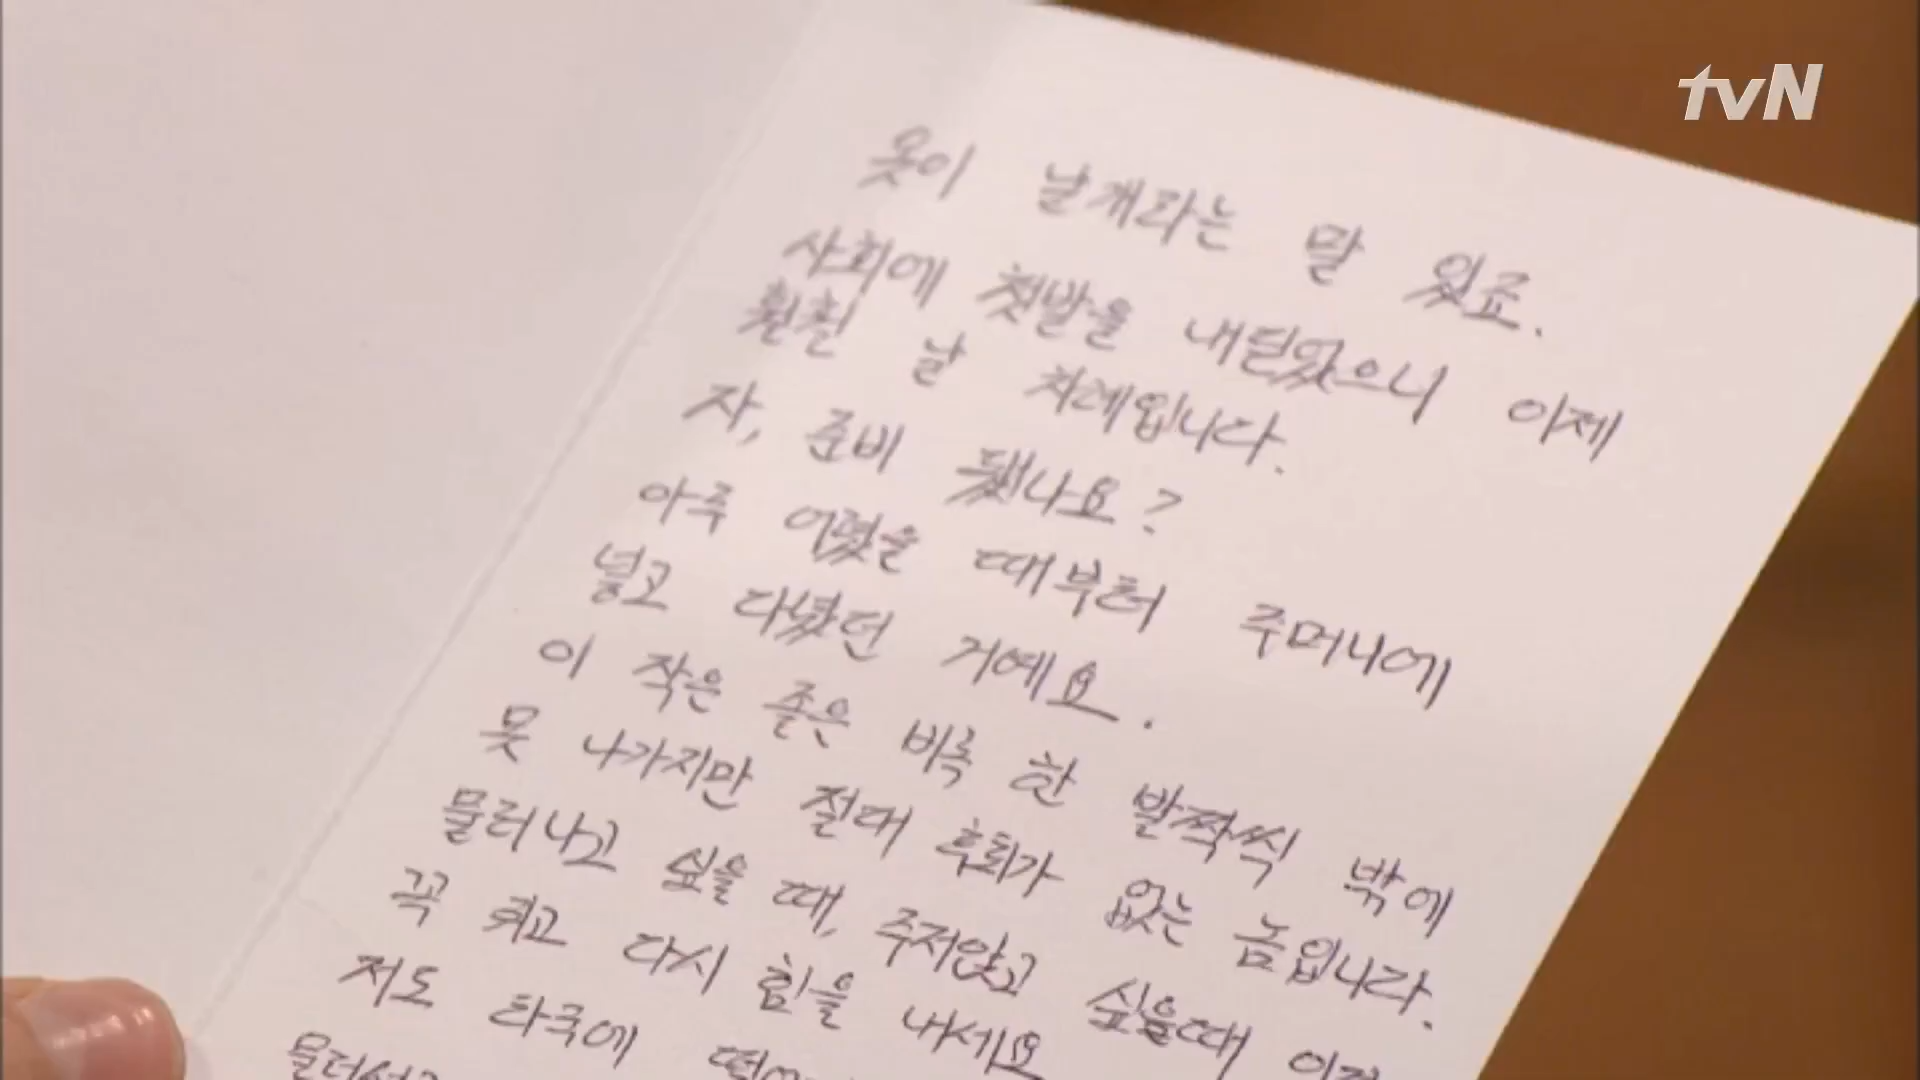 tvN
옷이 날개라는 말 있죠.
사회에 첫발을 내딛었으니 이제
훨훨 날 차례입니다.
자, 준비 됐나요?
아주 어렸을 때부터 주머니에
넣고 다녔던 거예요.
이 작은 졸은 비록 한 발짝씩 밖에
못 나가지만 절대 후퇴가 없는 놈입니다.
물러나고 싶을 때, 주저앉고 싶을때 이걸
꼭 쥐고 다시 힘을 내세요
저도 타국에